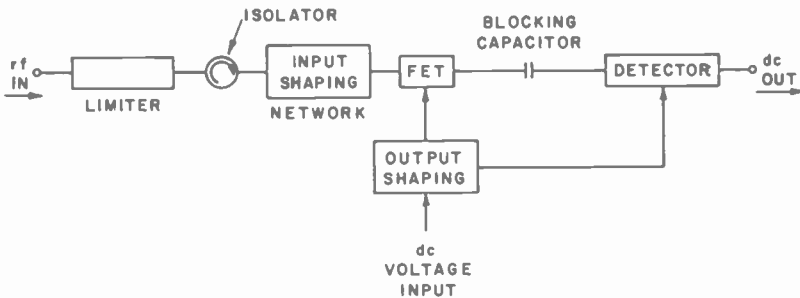 ISOLATOR
BLOCKING
CAPACITOR
rf
IN
INPUT
SHAPING
FET
DETECTOR
dc
OUT
LIMITER
NETWORK
OUTPUT
SHAPING
dc
VOLTAGE
INPUT